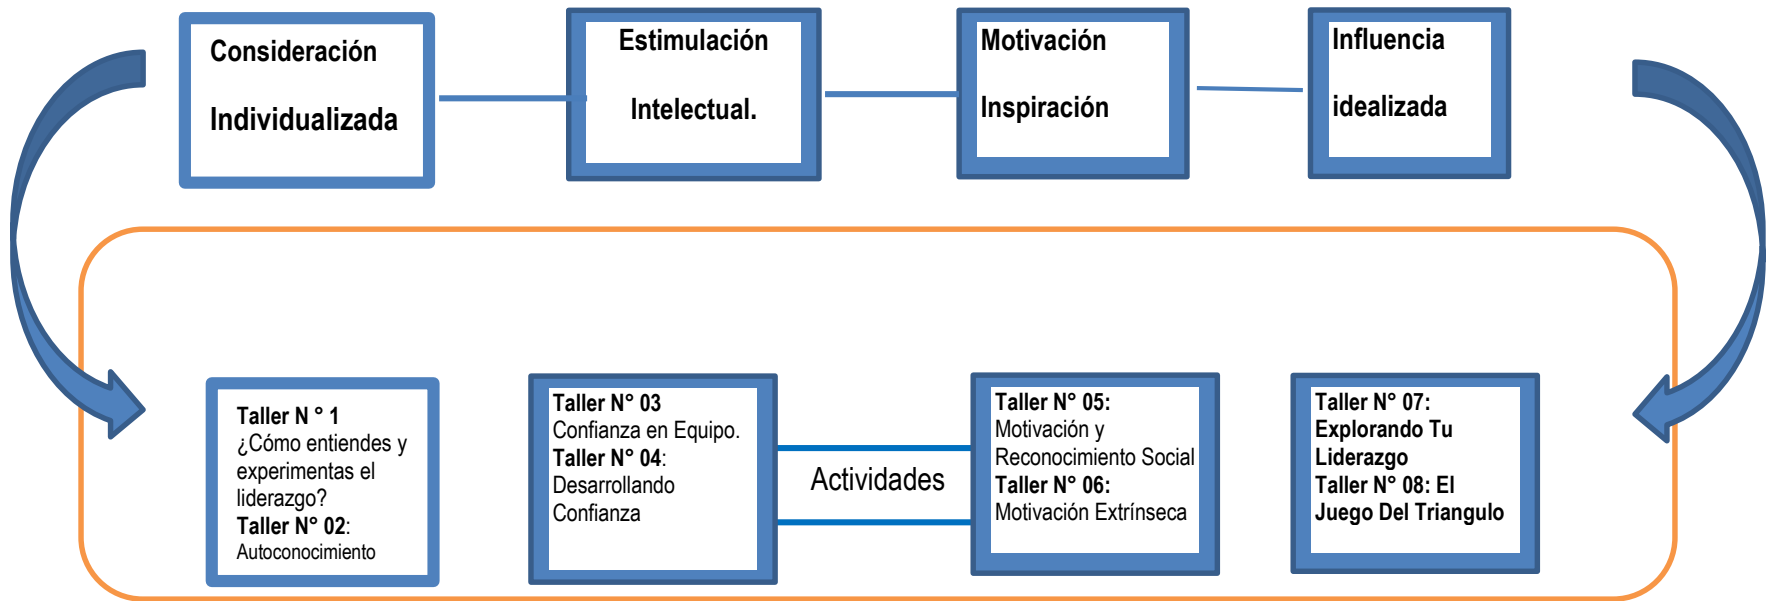 Consideración
Individualizada
Estimulación
Intelectual.
Motivación
Inspiración
Influencia
idealizada
Taller N ° 1
¿Cómo entiendes y
experimentas el
liderazgo?
Taller N° 02:
Autoconocimiento
Taller N° 03
Confianza en Equipo.
Taller N° 04:
Desarrollando
Confianza
Actividades
Taller N° 05:
Motivación y
Reconocimiento Social
Taller N° 06:
Motivación Extrínseca
Taller N° 07:
Explorando Tu
Liderazgo
Taller N° 08: El
Juego Del Triangulo